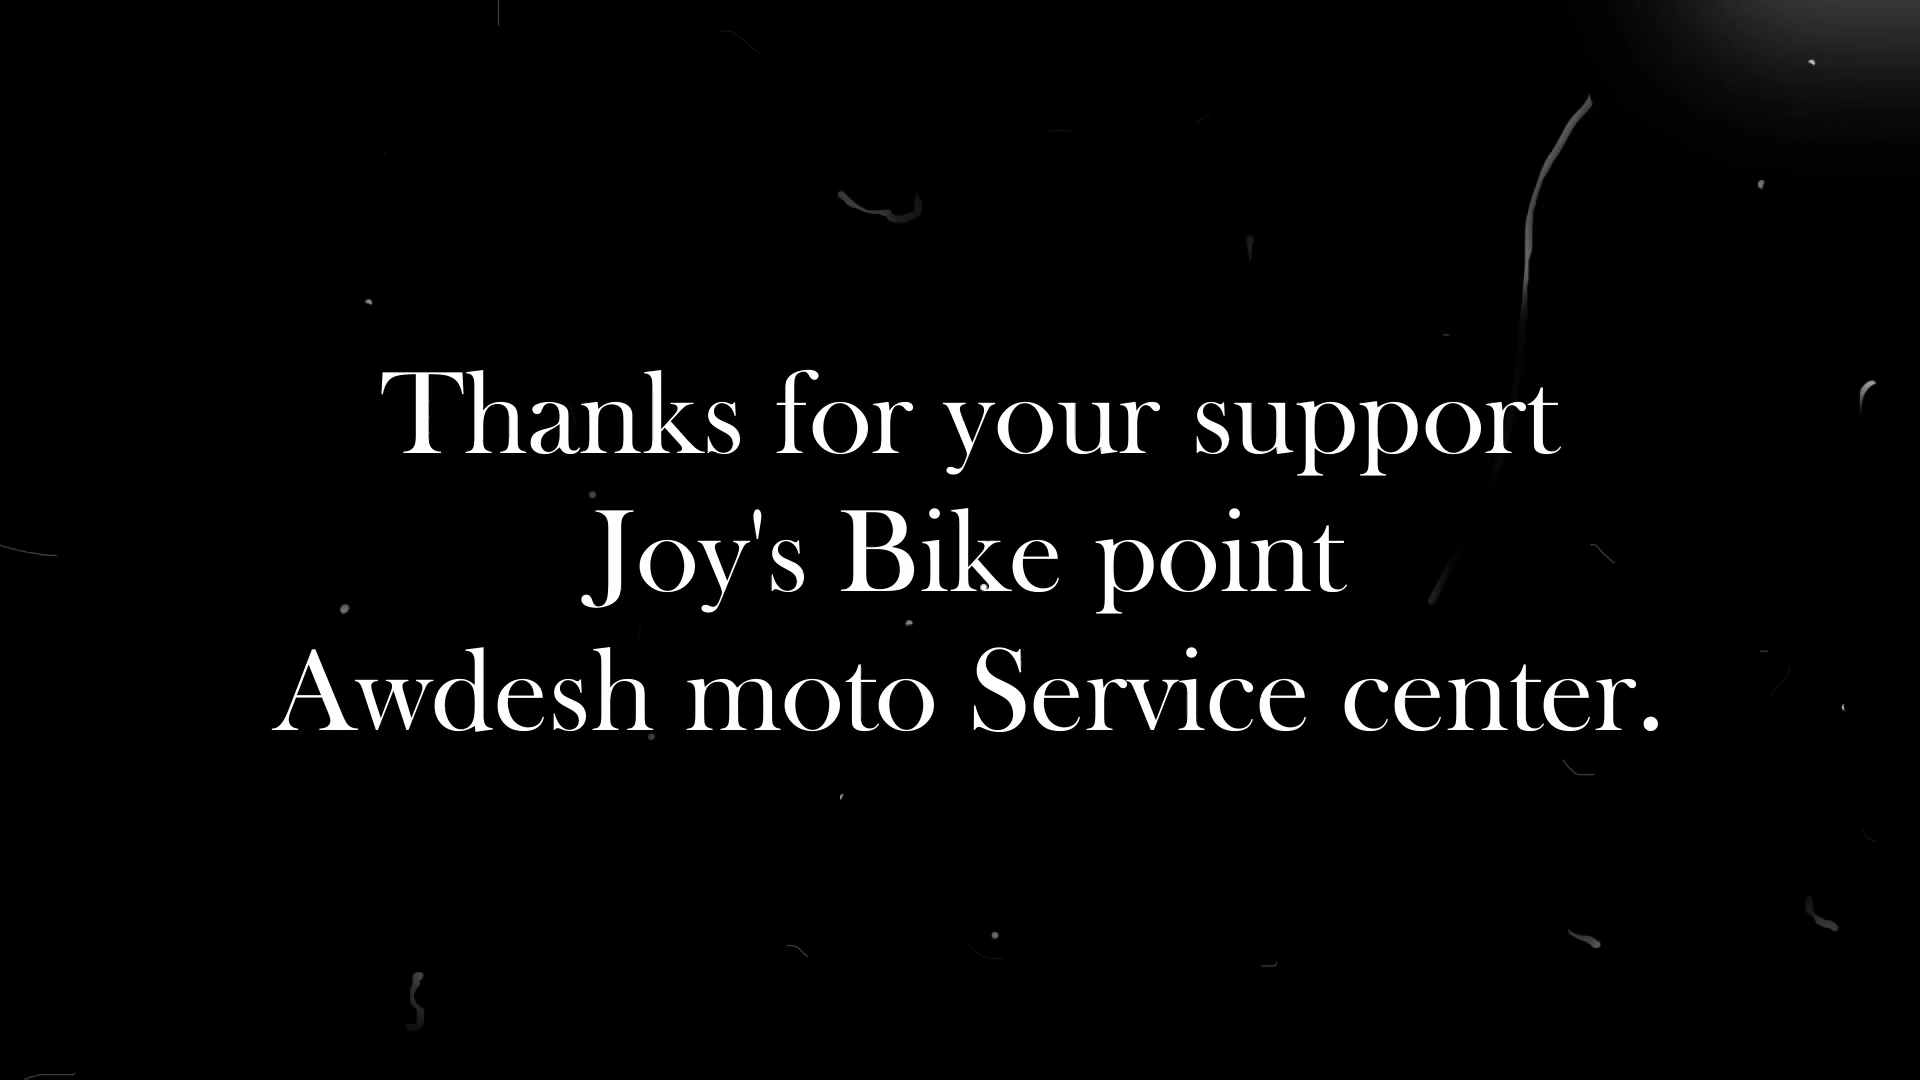 Thanks for your support
Joy's Bike point
Awdesh moto Service center.